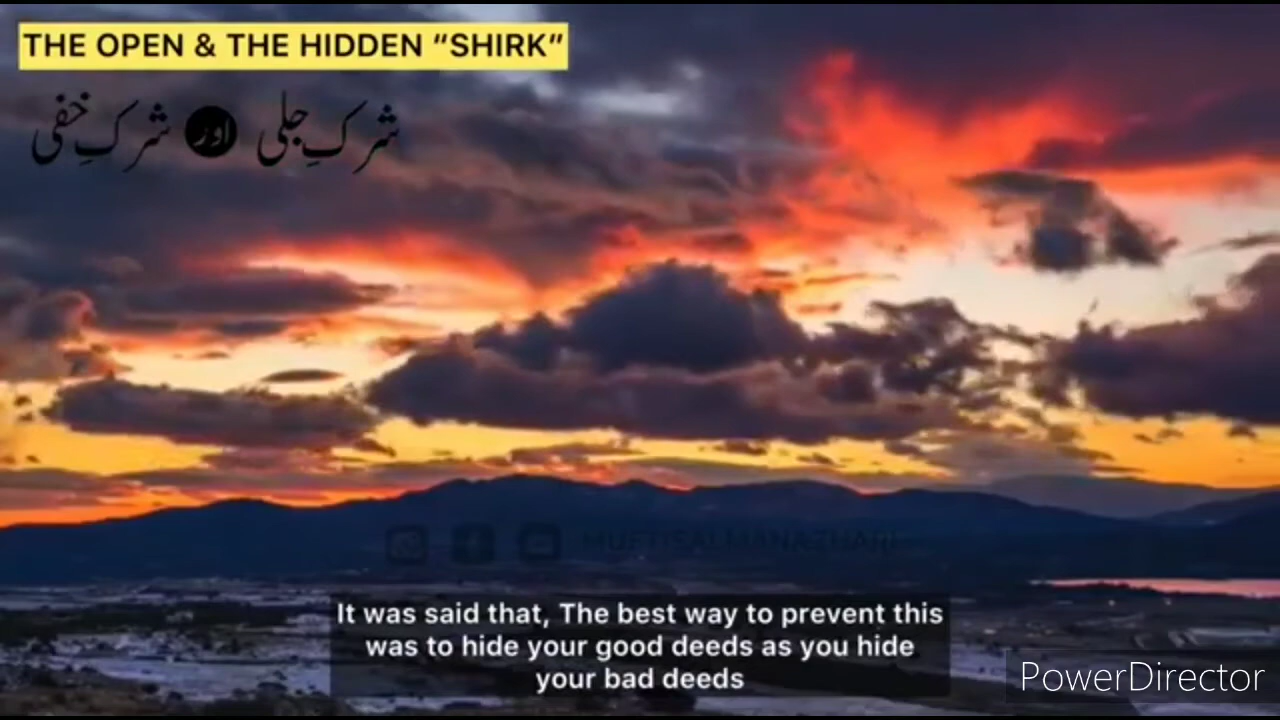 THE OPEN & THE HIDDEN “SHIRK”
شرکِ جلی اور شرکِ خفی
MUFTISALMANAZHARI
It was said that, The best way to prevent this
was to hide your good deeds as you hide
your bad deeds
PowerDirector